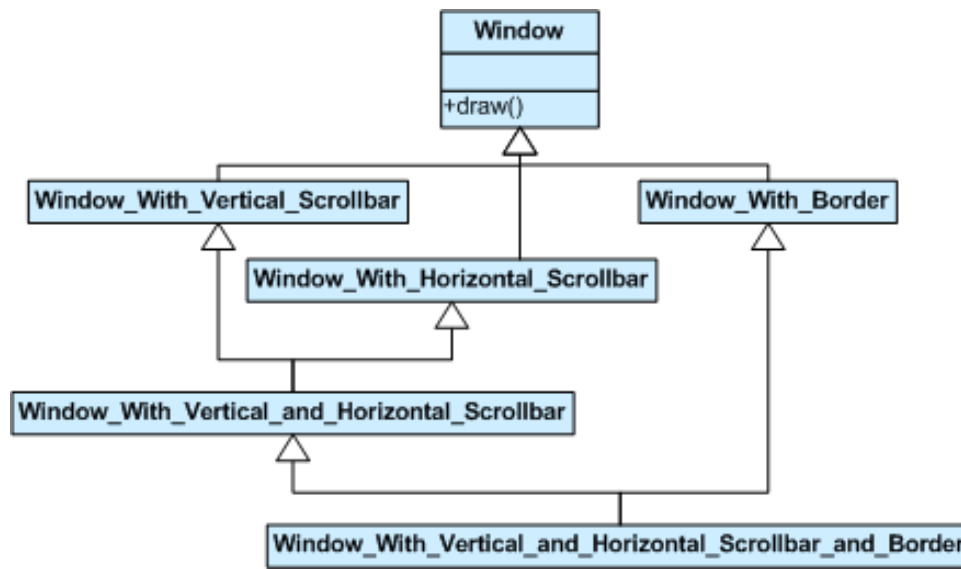 Window
+draw()
Window_With_Vertical_Scrollbar
Window_With_Border
Window_With_Horizontal_Scrollbar
Window_With_Vertical_and_Horizontal_Scrollbar
Window_With_Vertical_and_Horizontal_Scrollbar_and_Border